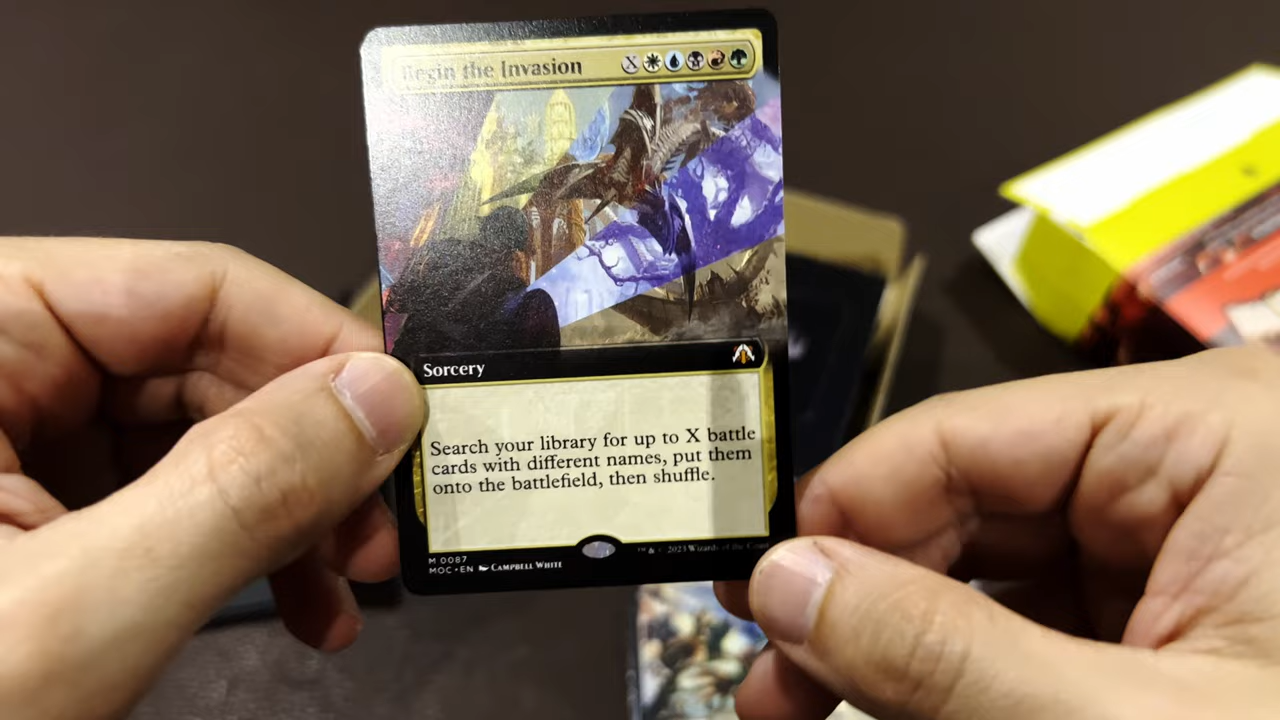 Begin the Invasion X
Sorcery
Search your library for up to X battle
cards with different names, put them
onto the battlefield, then shuffle.
M 0087
MOC • EN CAMPBELL WHITE
™ & © 2023 Wizards of the Coast